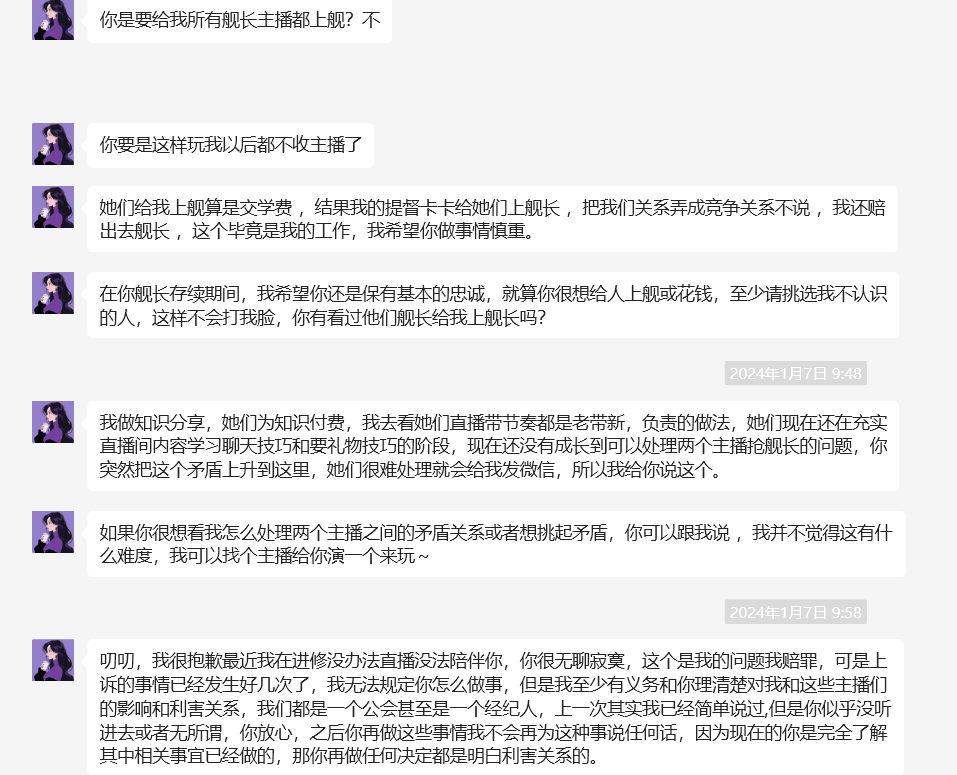 你是要给我所有舰长主播都上舰？不
你要是这样玩我以后都不收主播了
她们给我上舰算是交学费 ，结果我的提督卡卡给她们上舰长 ，把我们关系弄成竞争关系不说 ，我还赔
出去舰长 ，这个毕竟是我的工作，我希望你做事情慎重。
在你舰长存续期间，我希望你还是保有基本的忠诚，就算你很想给人上舰或花钱，至少请挑选我不认识
的人，这样不会打我脸，你有看过他们舰长给我上舰长吗？
2024年1月7日 9:48
我做知识分享，她们为知识付费，我去看她们直播带节奏都是老带新，负责的做法，她们现在还在充实
直播间内容学习聊天技巧和要礼物技巧的阶段，现在还没有成长到可以处理两个主播抢舰长的问题，你
突然把这个矛盾上升到这里，她们很难处理就会给我发微信，所以我给你说这个。
如果你很想看我怎么处理两个主播之间的矛盾关系或者想挑起矛盾，你可以跟我说 ，我并不觉得这有什
么难度，我可以找个主播给你演一个来玩～
2024年1月7日 9:58
叨叨，我很抱歉最近我在进修没办法直播没法陪伴你，你很无聊寂寞，这个是我的问题我赔罪，可是上
诉的事情已经发生好几次了，我无法规定你怎么做事，但是我至少有义务和你理清楚对我和这些主播们
的影响和利害关系，我们都是一个公会甚至是一个经纪人，上一次其实我已经简单说过,但是你似乎没听
进去或者无所谓，你放心，之后你再做这些事情我不会再为这种事说任何话，因为现在的你是完全了解
其中相关事宜已经做的，那你再做任何决定都是明白利害关系的。